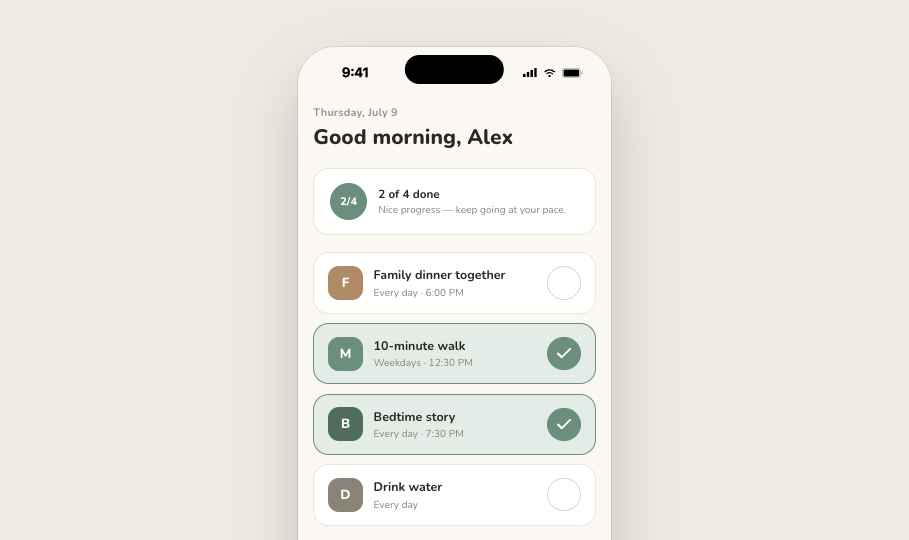 9:41
Thursday, July 9
Good morning, Alex
2/4
2 of 4 done
Nice progress — keep going at your pace.
F
Family dinner together
Every day · 6:00 PM
M
10-minute walk
Weekdays · 12:30 PM
B
Bedtime story
Every day · 7:30 PM
D
Drink water
Every day